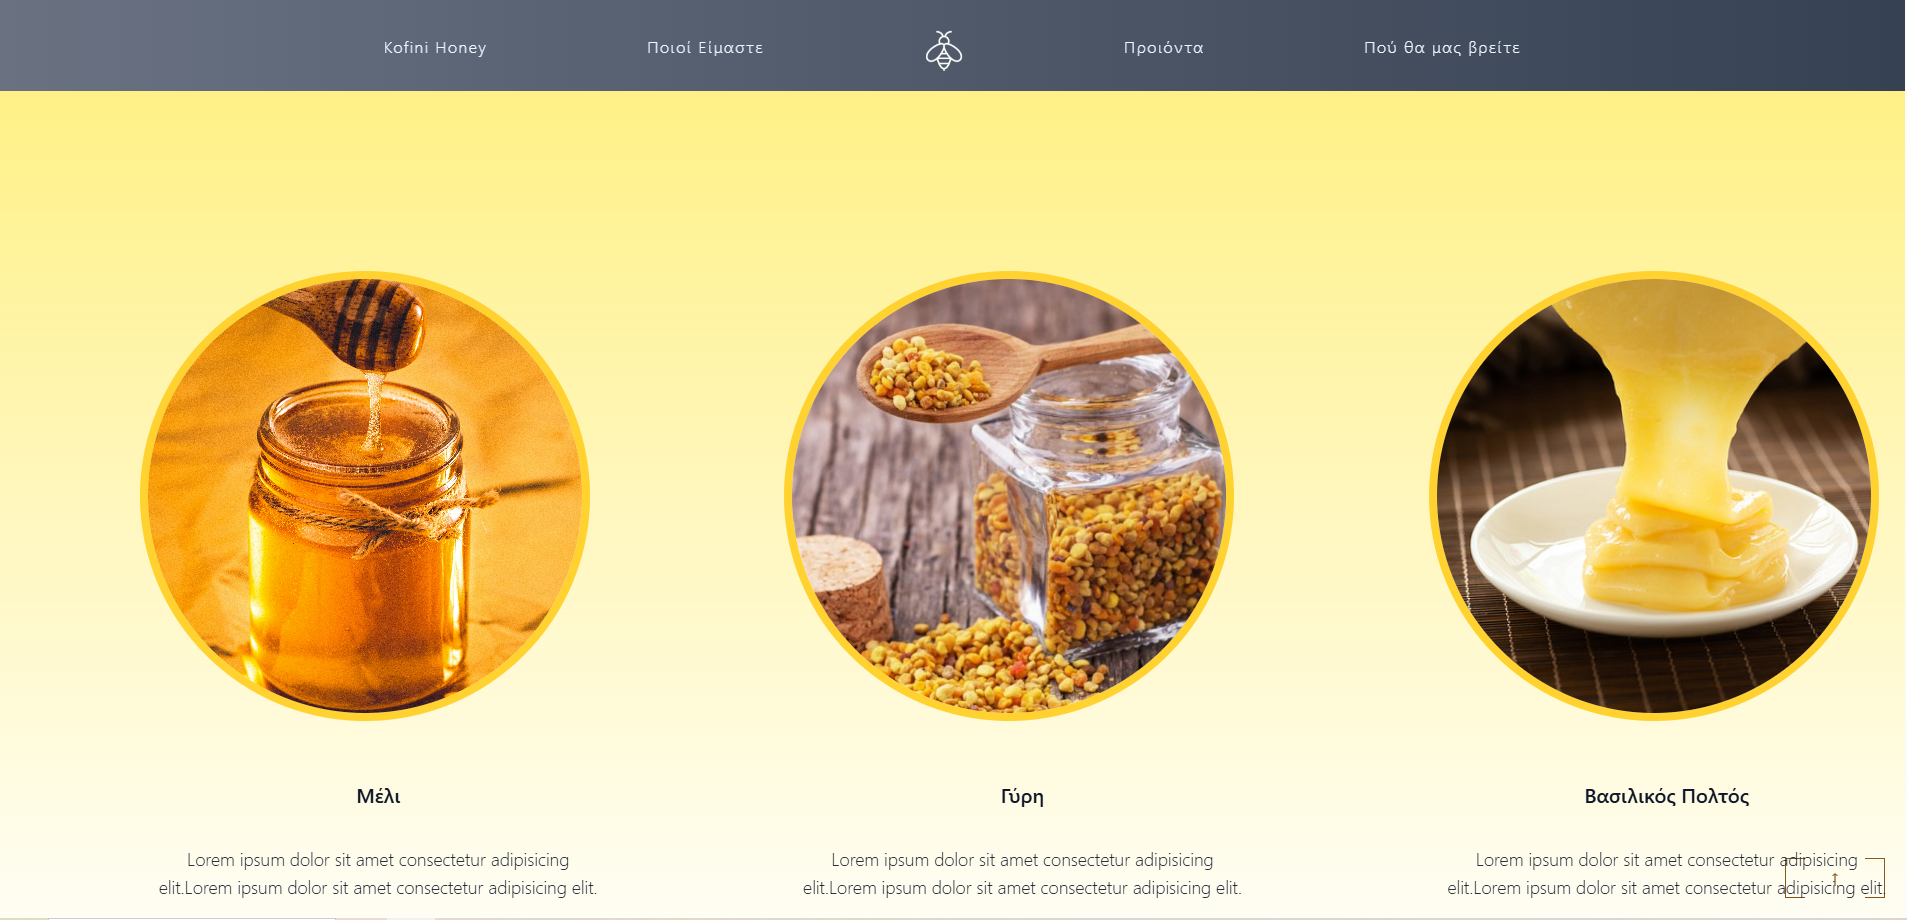 Kofini Honey
Ποιοί Είμαστε
Προιόντα
Πού θα μας βρείτε
Μέλι
Γύρη
Βασιλικός Πολτός
Lorem ipsum dolor sit amet consectetur adipisicing
elit.Lorem ipsum dolor sit amet consectetur adipisicing elit.
Lorem ipsum dolor sit amet consectetur adipisicing
elit.Lorem ipsum dolor sit amet consectetur adipisicing elit.
Lorem ipsum dolor sit amet consectetur adipisicing
elit.Lorem ipsum dolor sit amet consectetur adipisicing elit.
↑